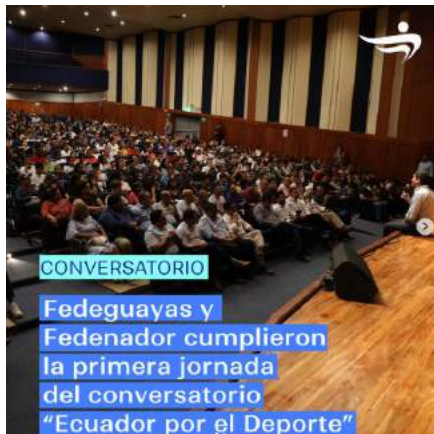 CONVERSATORIO
Fedeguayas y
Fedenador cumplieron
la primera jornada
del conversatorio
"Ecuador por el Deporte"